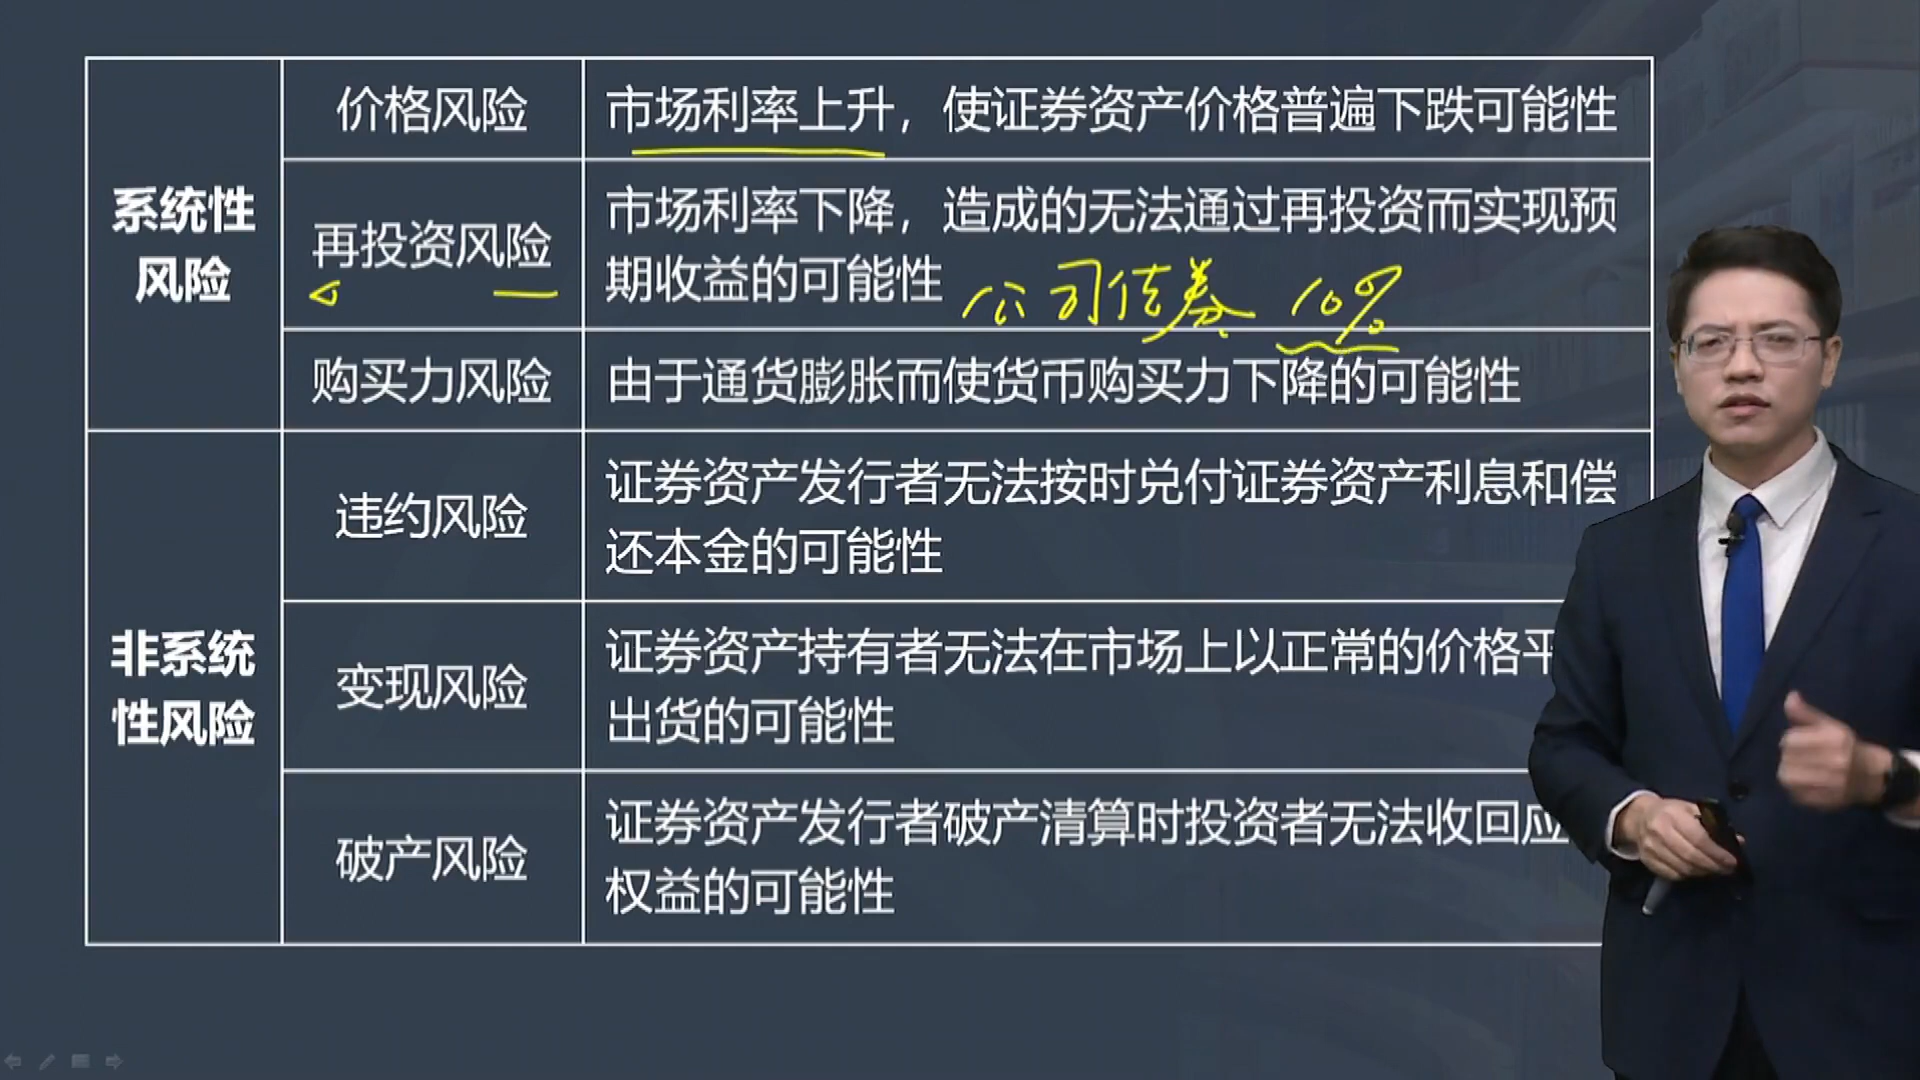 系统性
风险
价格风险
市场利率上升，使证券资产价格普遍下跌可能性
再投资风险
市场利率下降，造成的无法通过再投资而实现预
期收益的可能性
公司债券 10%
购买力风险
由于通货膨胀而使货币购买力下降的可能性
非系统
性风险
违约风险
证券资产发行者无法按时兑付证券资产利息和偿
还本金的可能性
变现风险
证券资产持有者无法在市场上以正常的价格平
出货的可能性
破产风险
证券资产发行者破产清算时投资者无法收回应
权益的可能性